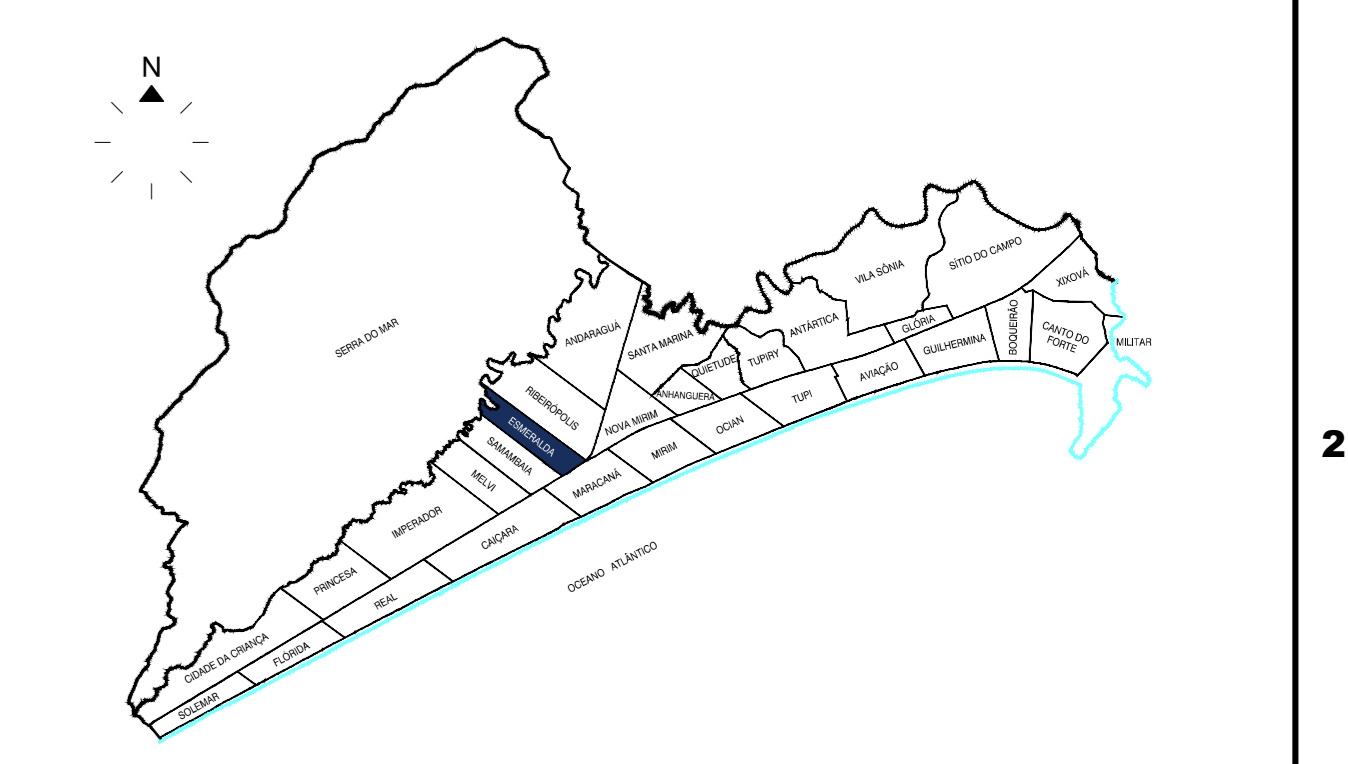 N
SERRA DO MAR
ANDARAGUÁ
SANTA MARINA
RIBEIRÓPOLIS
ESMERALDA
SAMAMBAIA
MELVI
IMPERADOR
PRINCESA
CIDADE DA CRIANÇA
SOLEMAR
FLÓRIDA
REAL
CAIÇARA
MARACANÃ
MIRIM
NOVA MIRIM
ANHANGUERA
QUIETUDE
TUPIRY
ANTÁRTICA
OCIAN
TUPI
AVIAÇÃO
VILA SÔNIA
GLÓRIA
GUILHERMINA
SÍTIO DO CAMPO
BOQUEIRÃO
CANTO DO
FORTE
XIXOVÁ
MILITAR
OCEANO ATLÂNTICO
2